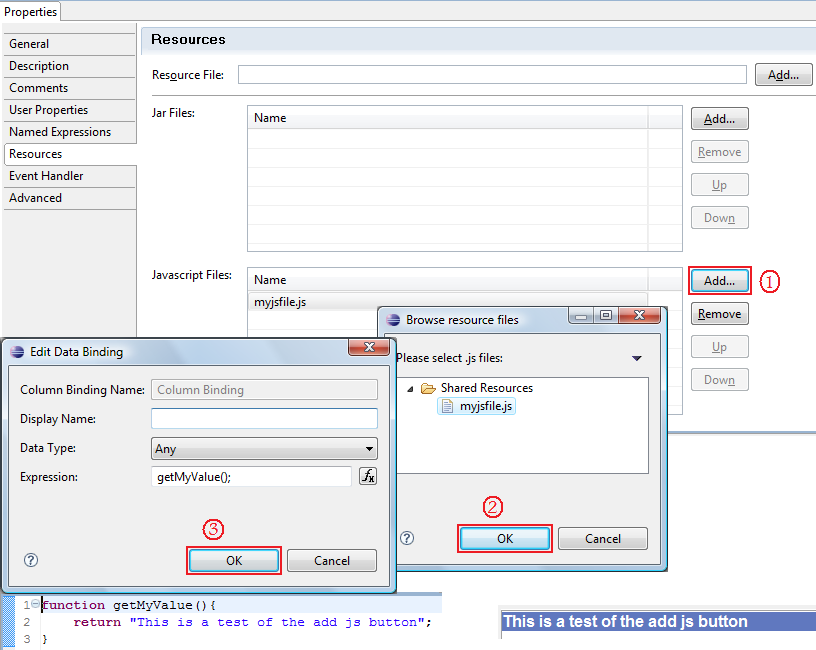 Properties
General
Description
Comments
User Properties
Named Expressions
Resources
Event Handler
Advanced
Resources
Resource File:
Add...
Jar Files:
Name
Add...
Remove
Up
Down
Javascript Files:
Name
myjsfile.js
Add...
①
Remove
Up
Down
Browse resource files
Please select .js files:
Shared Resources
myjsfile.js
②
OK
Cancel
Edit Data Binding
Column Binding Name:
Column Binding
Display Name:
Data Type:
Any
Expression:
getMyValue();
fx
③
OK
Cancel
1 function getMyValue(){
2 return "This is a test of the add js button";
3 }
This is a test of the add js button